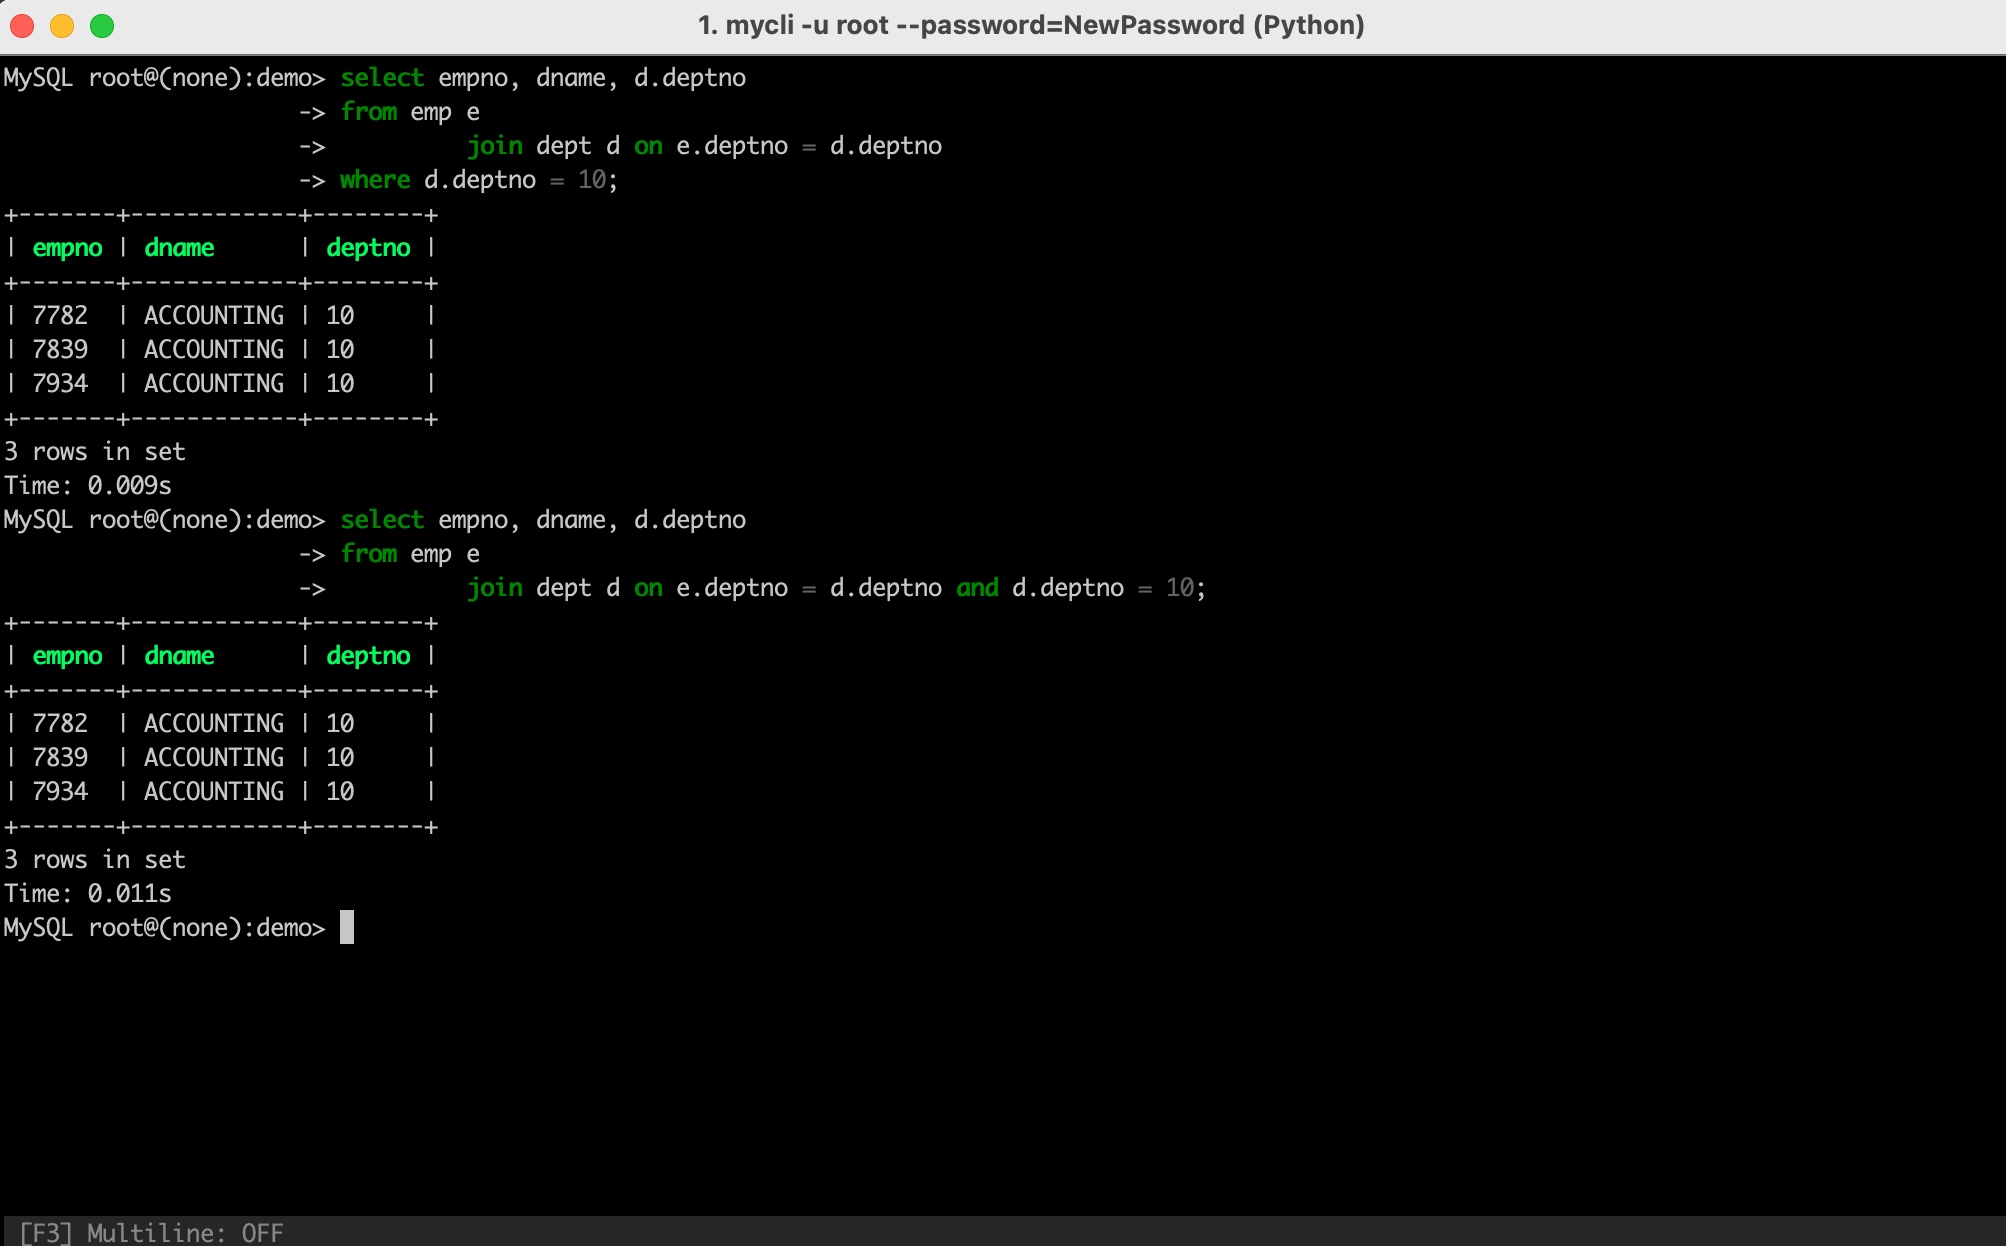 1. mycli -u root --password=NewPassword (Python)
MySQL root@(none):demo> select empno, dname, d.deptno
                     -> from emp e
                     ->          join dept d on e.deptno = d.deptno
                     -> where d.deptno = 10;
+-------+------------+--------+
| empno | dname      | deptno |
+-------+------------+--------+
| 7782  | ACCOUNTING | 10     |
| 7839  | ACCOUNTING | 10     |
| 7934  | ACCOUNTING | 10     |
+-------+------------+--------+
3 rows in set
Time: 0.009s
MySQL root@(none):demo> select empno, dname, d.deptno
                     -> from emp e
                     ->          join dept d on e.deptno = d.deptno and d.deptno = 10;
+-------+------------+--------+
| empno | dname      | deptno |
+-------+------------+--------+
| 7782  | ACCOUNTING | 10     |
| 7839  | ACCOUNTING | 10     |
| 7934  | ACCOUNTING | 10     |
+-------+------------+--------+
3 rows in set
Time: 0.011s
MySQL root@(none):demo>
[F3] Multiline: OFF